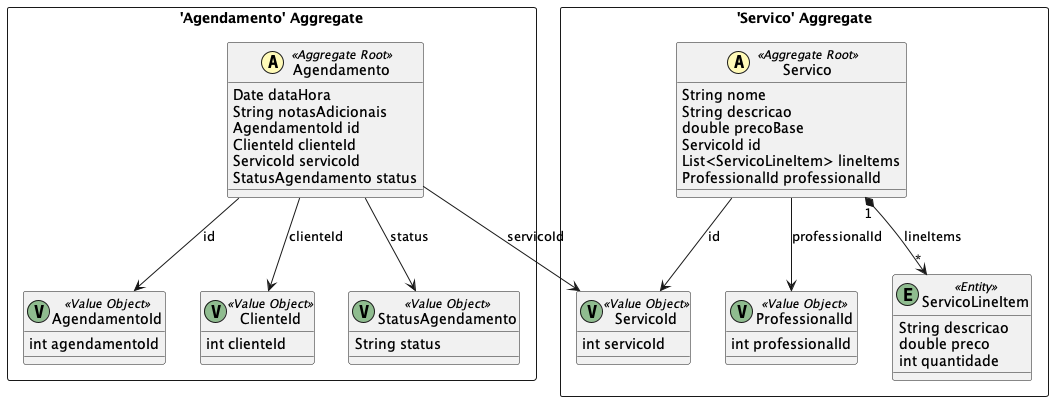 'Agendamento' Aggregate
'Servico' Aggregate
A
«Aggregate Root»
Agendamento
Date dataHora
String notasAdicionais
AgendamentoId id
ClienteId clienteId
ServicoId servicoId
StatusAgendamento status
A
«Aggregate Root»
Servico
String nome
String descricao
double precoBase
ServicoId id
List<ServicoLineItem> lineItems
ProfessionalId professionalId
1
id
clienteId
status
servicoId
id
professionalId
lineItems
*
V
«Value Object»
AgendamentoId
int agendamentoId
V
«Value Object»
ClienteId
int clienteId
V
«Value Object»
StatusAgendamento
String status
V
«Value Object»
ServicoId
int servicoId
V
«Value Object»
ProfessionalId
int professionalId
E
«Entity»
ServicoLineItem
String descricao
double preco
int quantidade